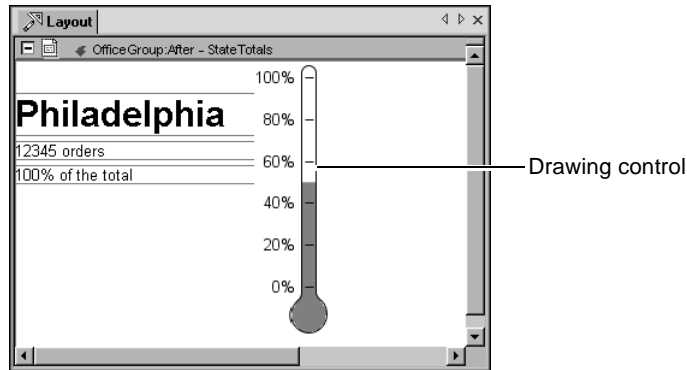 Layout
OfficeGroup:After - StateTotals
Philadelphia
12345 orders
100% of the total
100%
80%
60%
40%
20%
0%
Drawing control